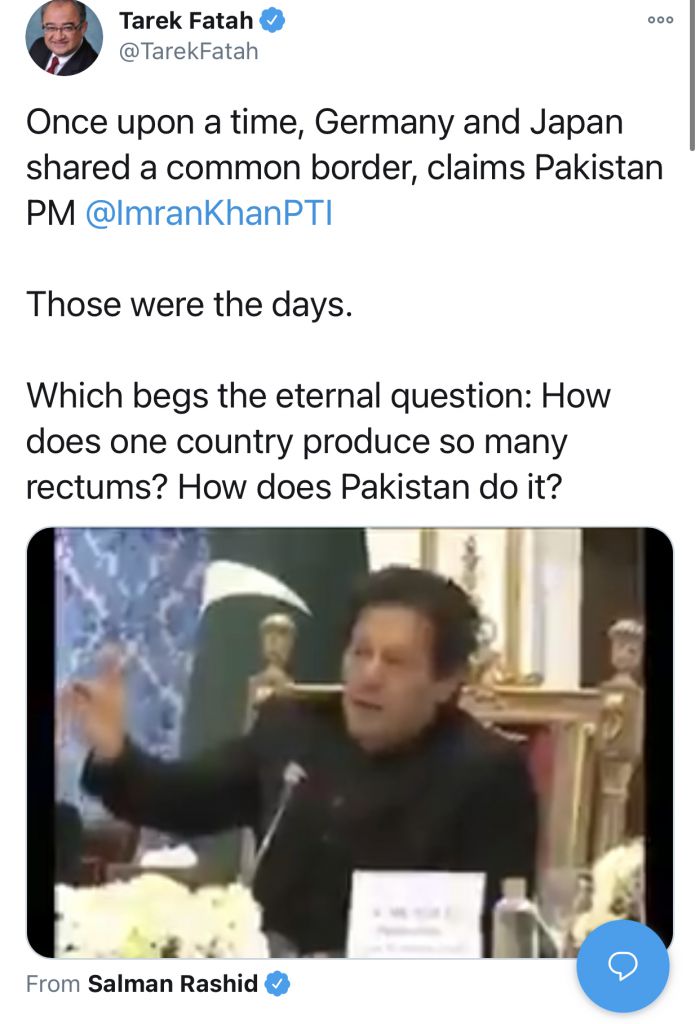 Tarek Fatah
@TarekFatah
Once upon a time, Germany and Japan
shared a common border, claims Pakistan
PM @ImranKhanPTI
Those were the days.
Which begs the eternal question: How
does one country produce so many
rectums? How does Pakistan do it?
From Salman Rashid